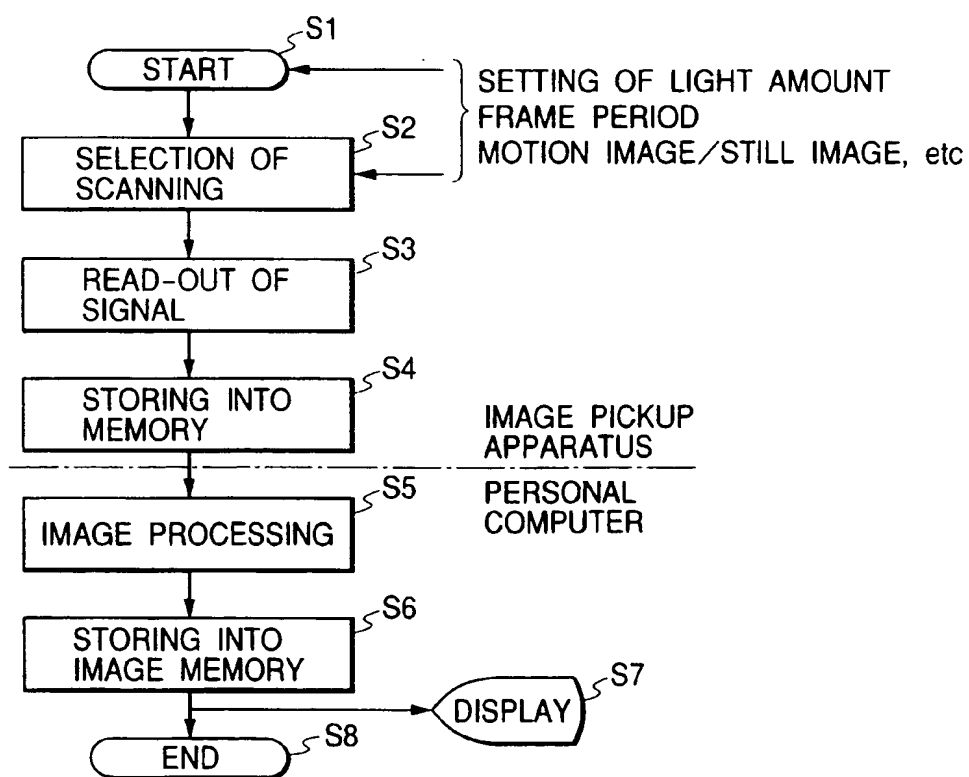 S1
START
SETTING OF LIGHT AMOUNT
FRAME PERIOD
MOTION IMAGE/STILL IMAGE, etc
S2
SELECTION OF
SCANNING
S3
READ-OUT OF
SIGNAL
S4
STORING INTO
MEMORY
IMAGE PICKUP
APPARATUS
S5
PERSONAL
COMPUTER
IMAGE PROCESSING
S6
STORING INTO
IMAGE MEMORY
S7
DISPLAY
S8
END